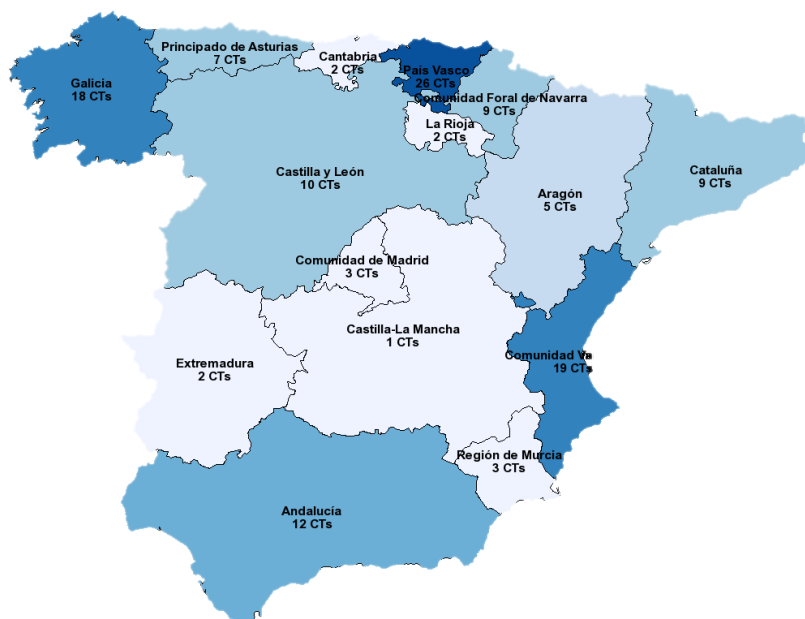 Principado de Asturias
7 CTs
Cantabria
2 CTs
País Vasco
26 CTs
Galicia
18 CTs
Comunidad Foral de Navarra
9 CTs
La Rioja
2 CTs
Castilla y León
10 CTs
Aragón
5 CTs
Cataluña
9 CTs
Comunidad de Madrid
3 CTs
Castilla-La Mancha
1 CTs
Extremadura
2 CTs
Comunidad Va
19 CTs
Región de Murcia
3 CTs
Andalucía
12 CTs